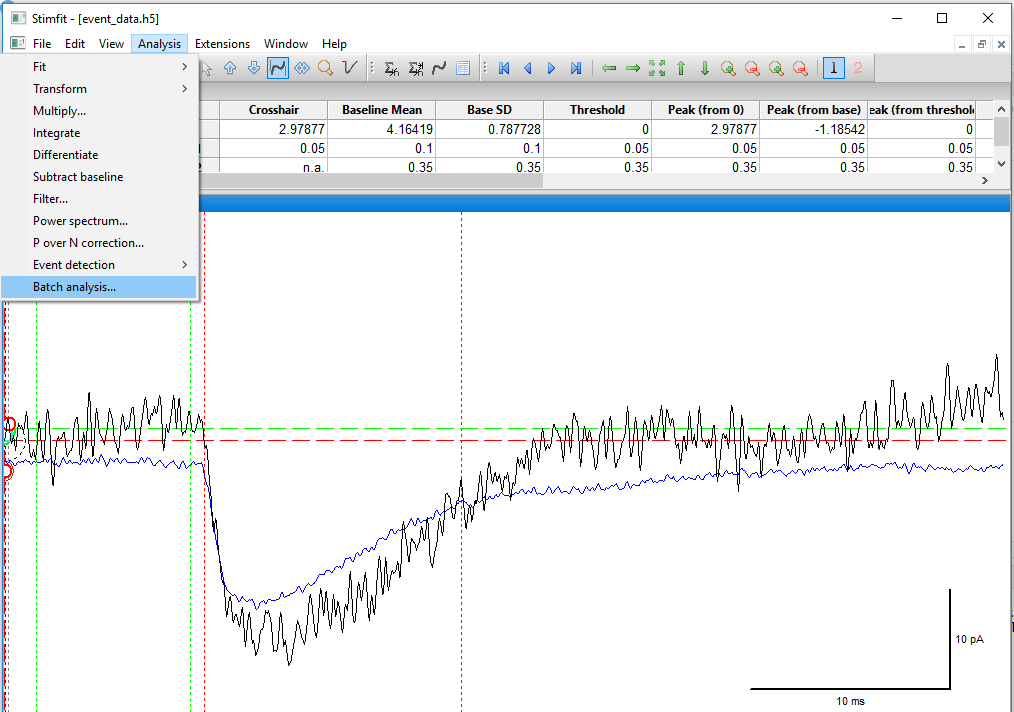 Stimfit - [event_data.h5]
File Edit View Analysis Extensions Window Help
Fit
Transform
Multiply...
Integrate
Differentiate
Subtract baseline
Filter...
Power spectrum...
P over N correction...
Event detection
Batch analysis...
1 2
Crosshair Baseline Mean Base SD Threshold Peak (from 0) Peak (from base) eak (from threshol
2.97877 4.16419 0.787728 0 2.97877 -1.18542 0
0.05 0.1 0.1 0.05 0.05 0.05 0.05
n.a. 0.35 0.35 0.35 0.35 0.35 0.35
10 pA
10 ms